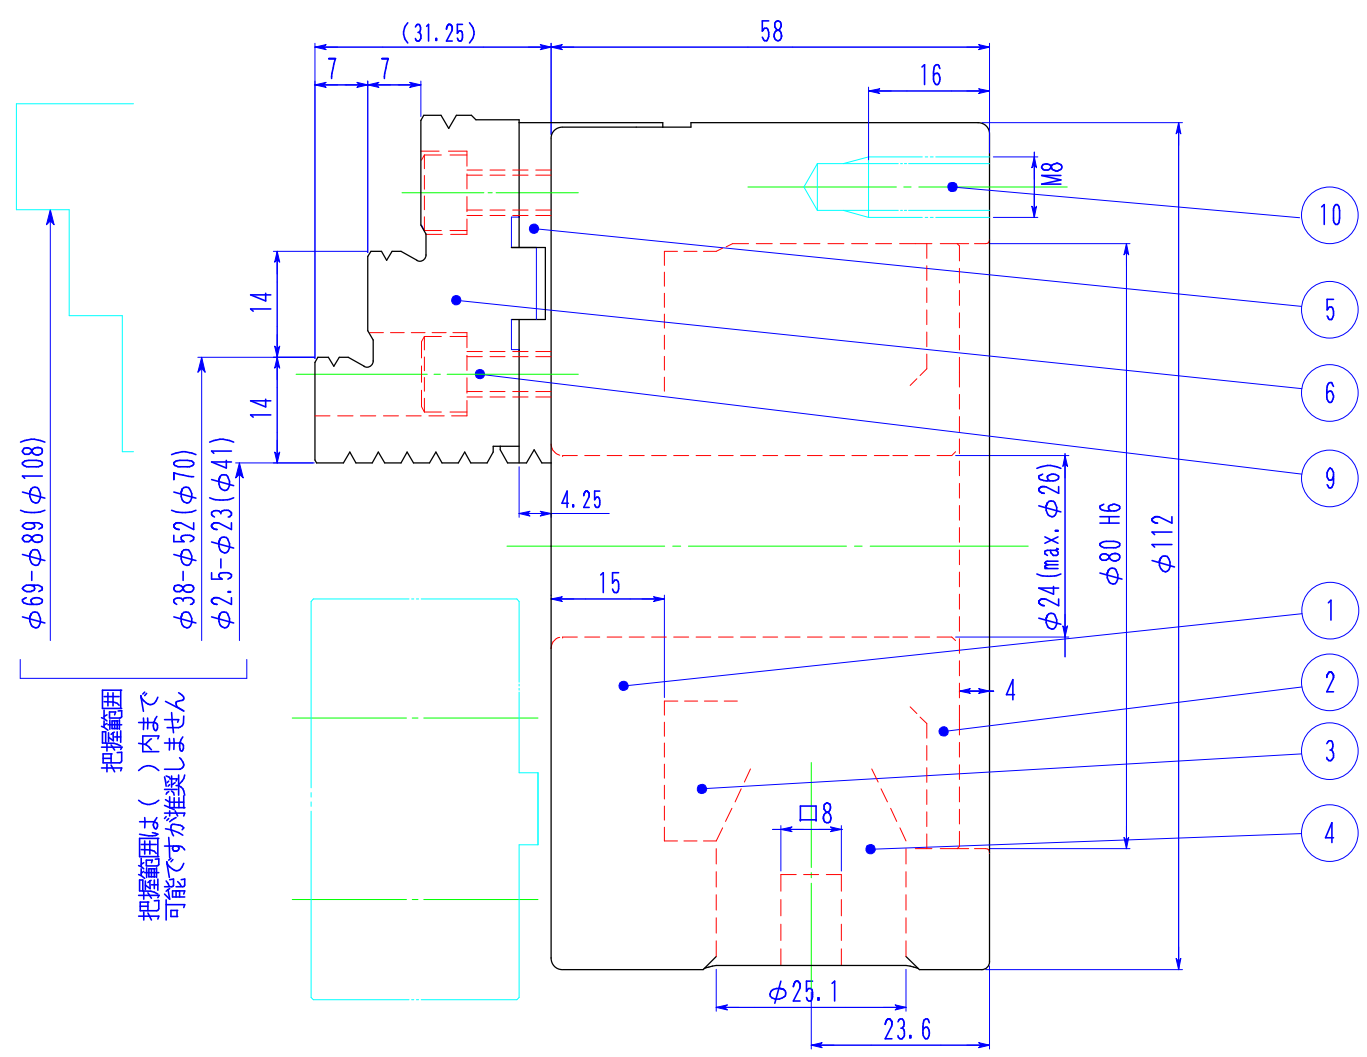 (31.25)
58
7
7
16
M8
10
5
14
6
14
9
4.25
φ69-φ89(φ108)
φ38-φ52(φ70)
φ2.5-φ23(φ41)
φ24(max.φ26)
φ80 H6
φ112
15
1
2
4
3
4
口8
φ25.1
23.6
把握範囲
把握範囲は( )内まで
可能ですが推奨しません